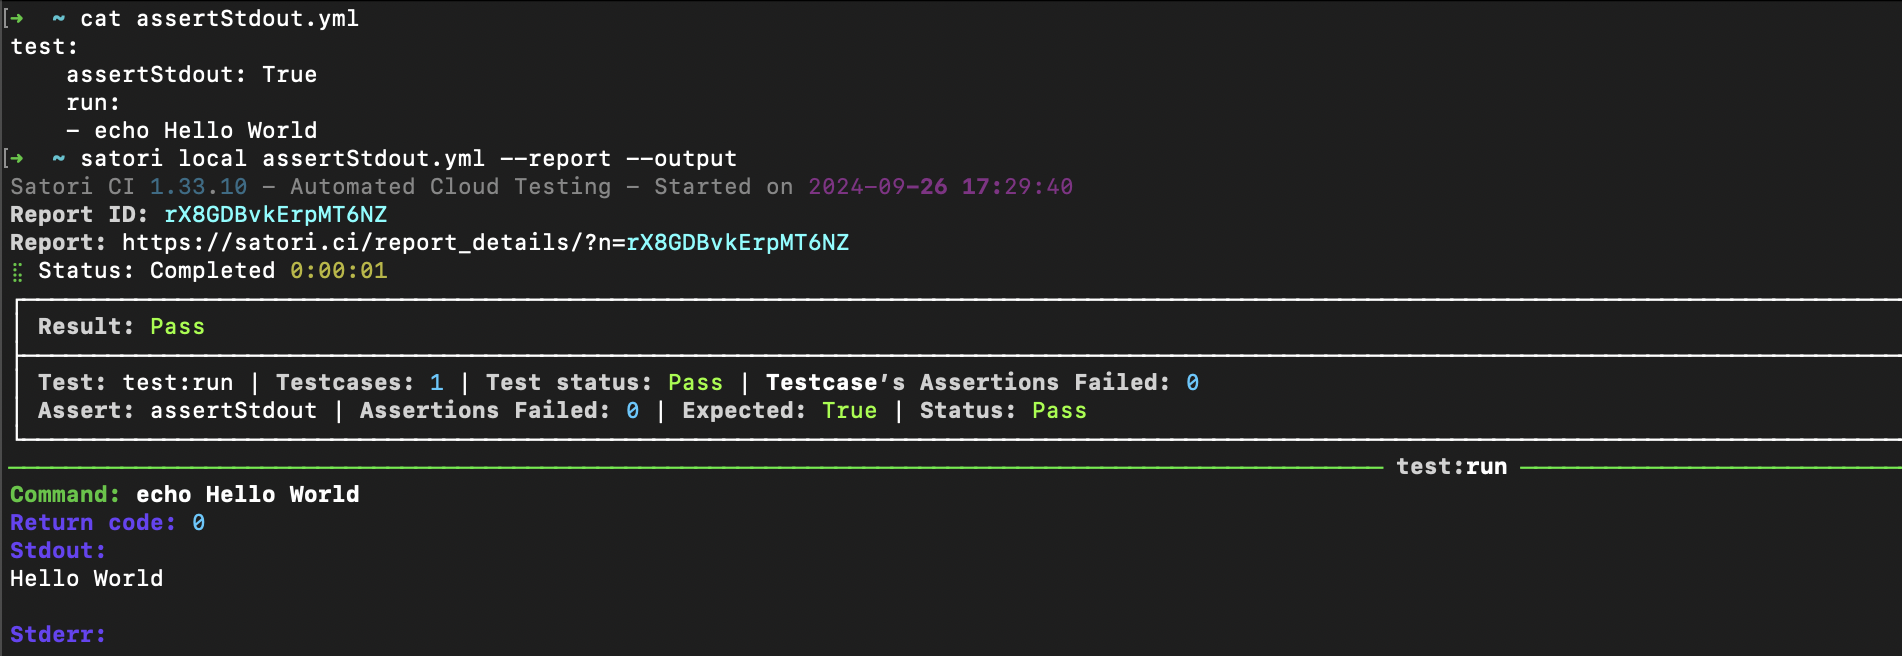 [➜  ~ cat assertStdout.yml
test:
    assertStdout: True
    run:
    - echo Hello World
[➜  ~ satori local assertStdout.yml --report --output
Satori CI 1.33.10 - Automated Cloud Testing - Started on 2024-09-26 17:29:40
Report ID: rX8GDBvkErpMT6NZ
Report: https://satori.ci/report_details/?n=rX8GDBvkErpMT6NZ
Status: Completed 0:00:01
Result: Pass
Test: test:run | Testcases: 1 | Test status: Pass | Testcase's Assertions Failed: 0
Assert: assertStdout | Assertions Failed: 0 | Expected: True | Status: Pass
test:run
Command: echo Hello World
Return code: 0
Stdout:
Hello World
Stderr: